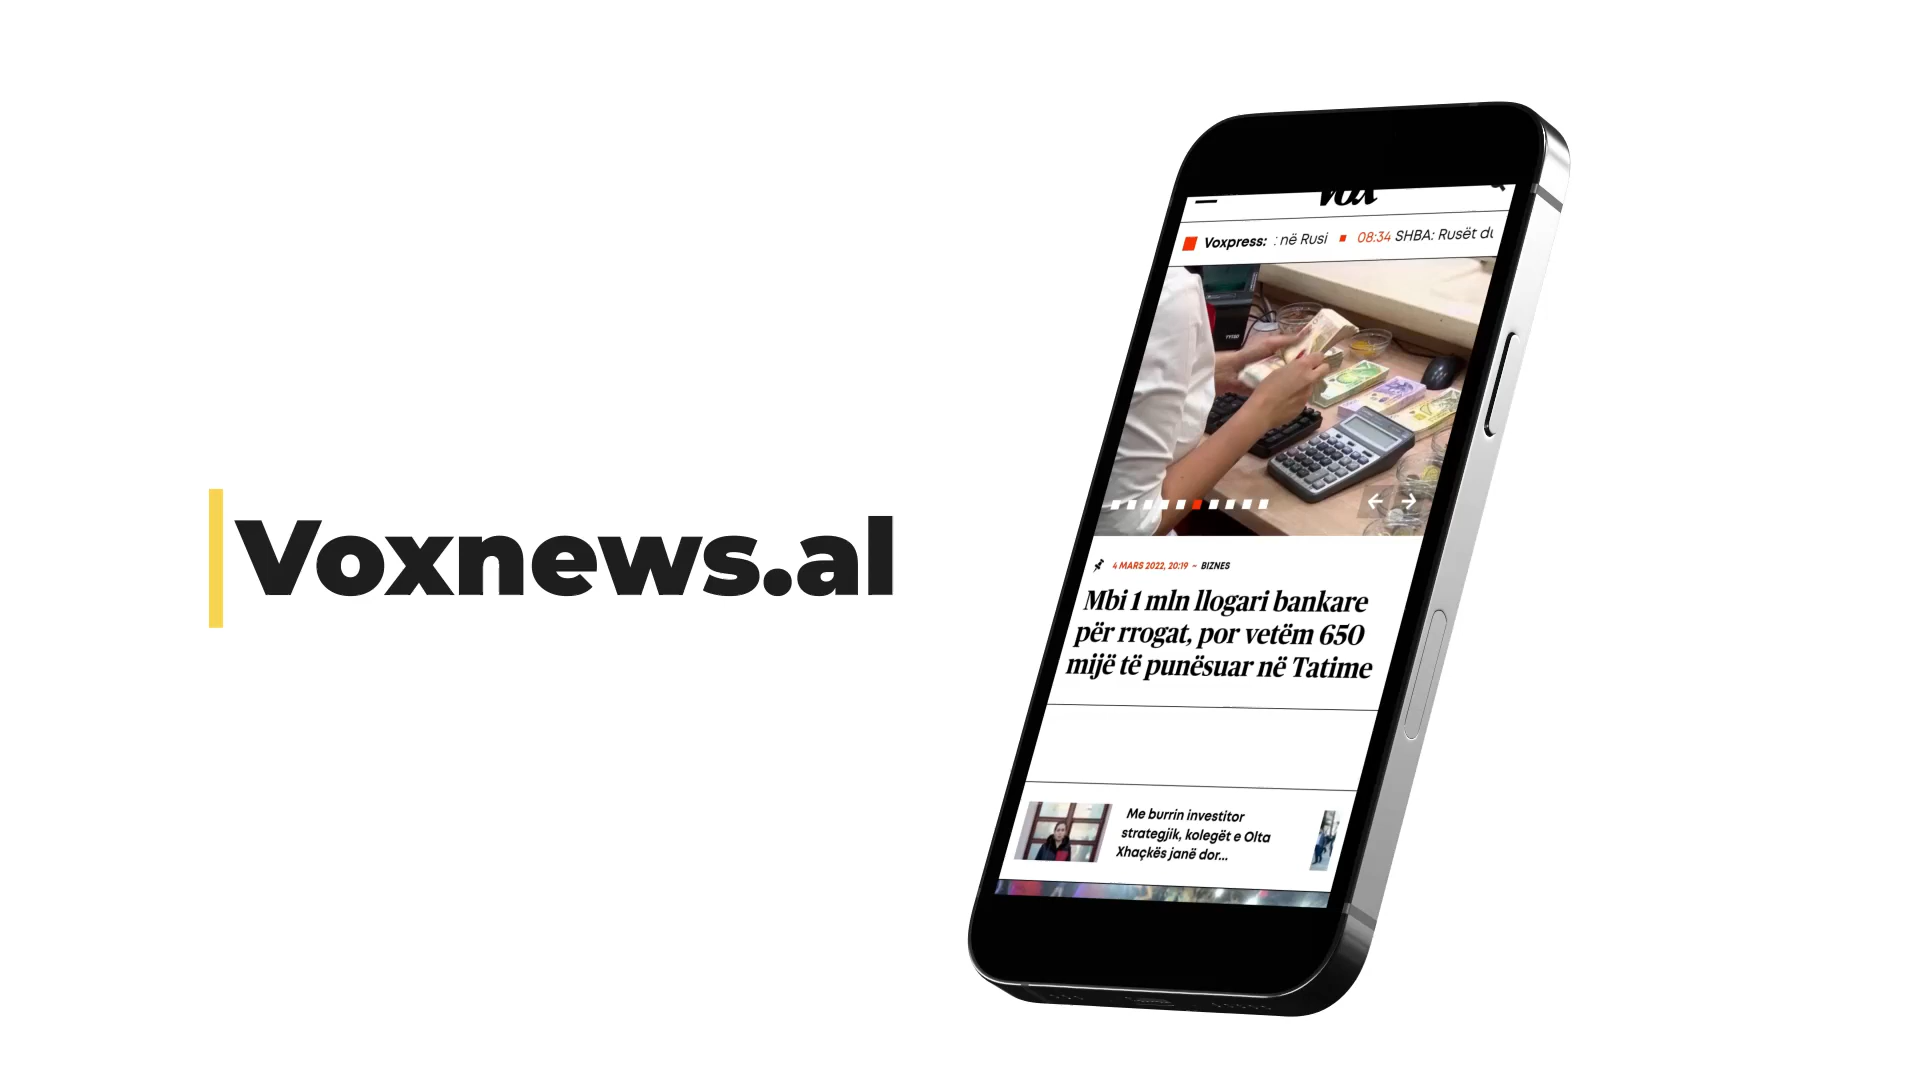 Voxnews.al
vox
Voxpress: : në Rusi 08:34 SHBA: Rusët du
4 MARS 2022, 20:19 – BIZNES
Mbi 1 mln llogari bankare
për rrogat, por vetëm 650
mijë të punësuar në Tatime
Me burrin investitor
strategjik, kolegët e Olta
Xhaçkës janë dor...